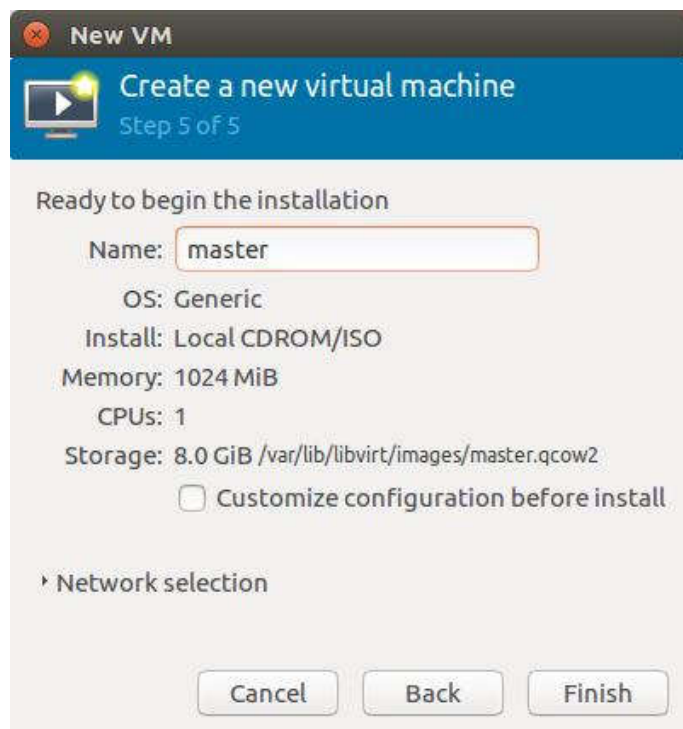 New VM
Create a new virtual machine
Step 5 of 5
Ready to begin the installation
Name: master
OS: Generic
Install: Local CDROM/ISO
Memory: 1024 MiB
CPUs: 1
Storage: 8.0 GiB /var/lib/libvirt/images/master.qcow2
Customize configuration before install
Network selection
Cancel Back Finish